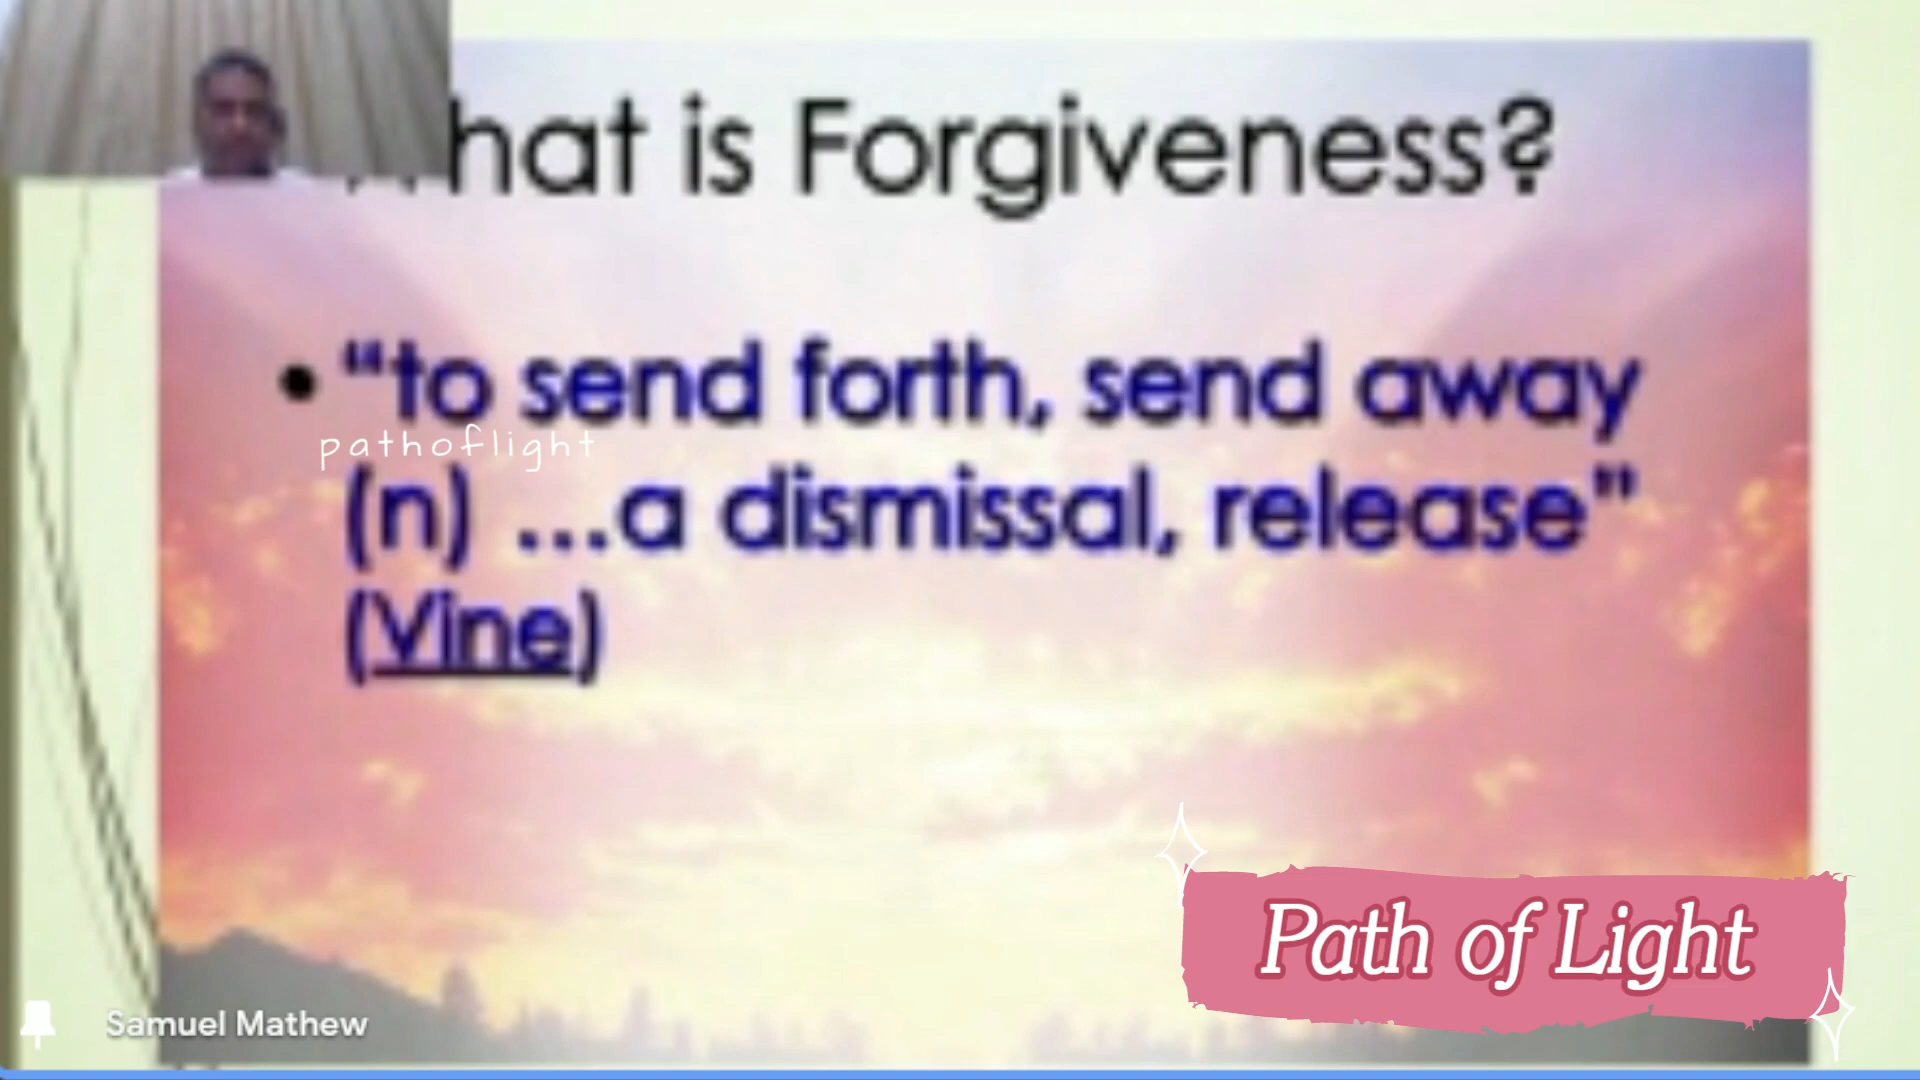 hat is Forgiveness?
• “to send forth, send away
pathoflight
(n) ...a dismissal, release”
(Vine)
Path of Light
Samuel Mathew